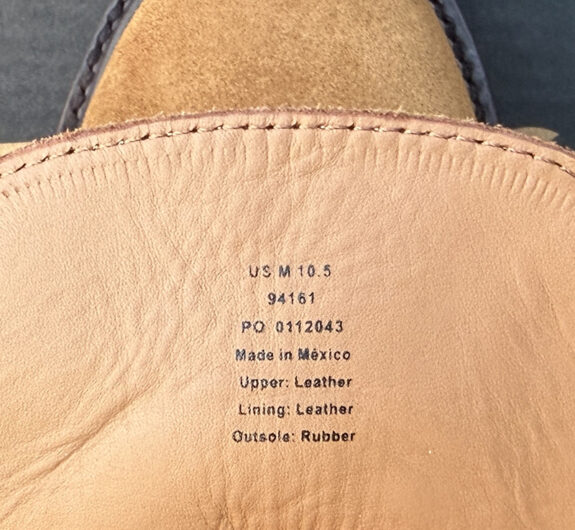 US M 10.5
94161
PO 0112043
Made in México
Upper: Leather
Lining: Leather
Outsole: Rubber